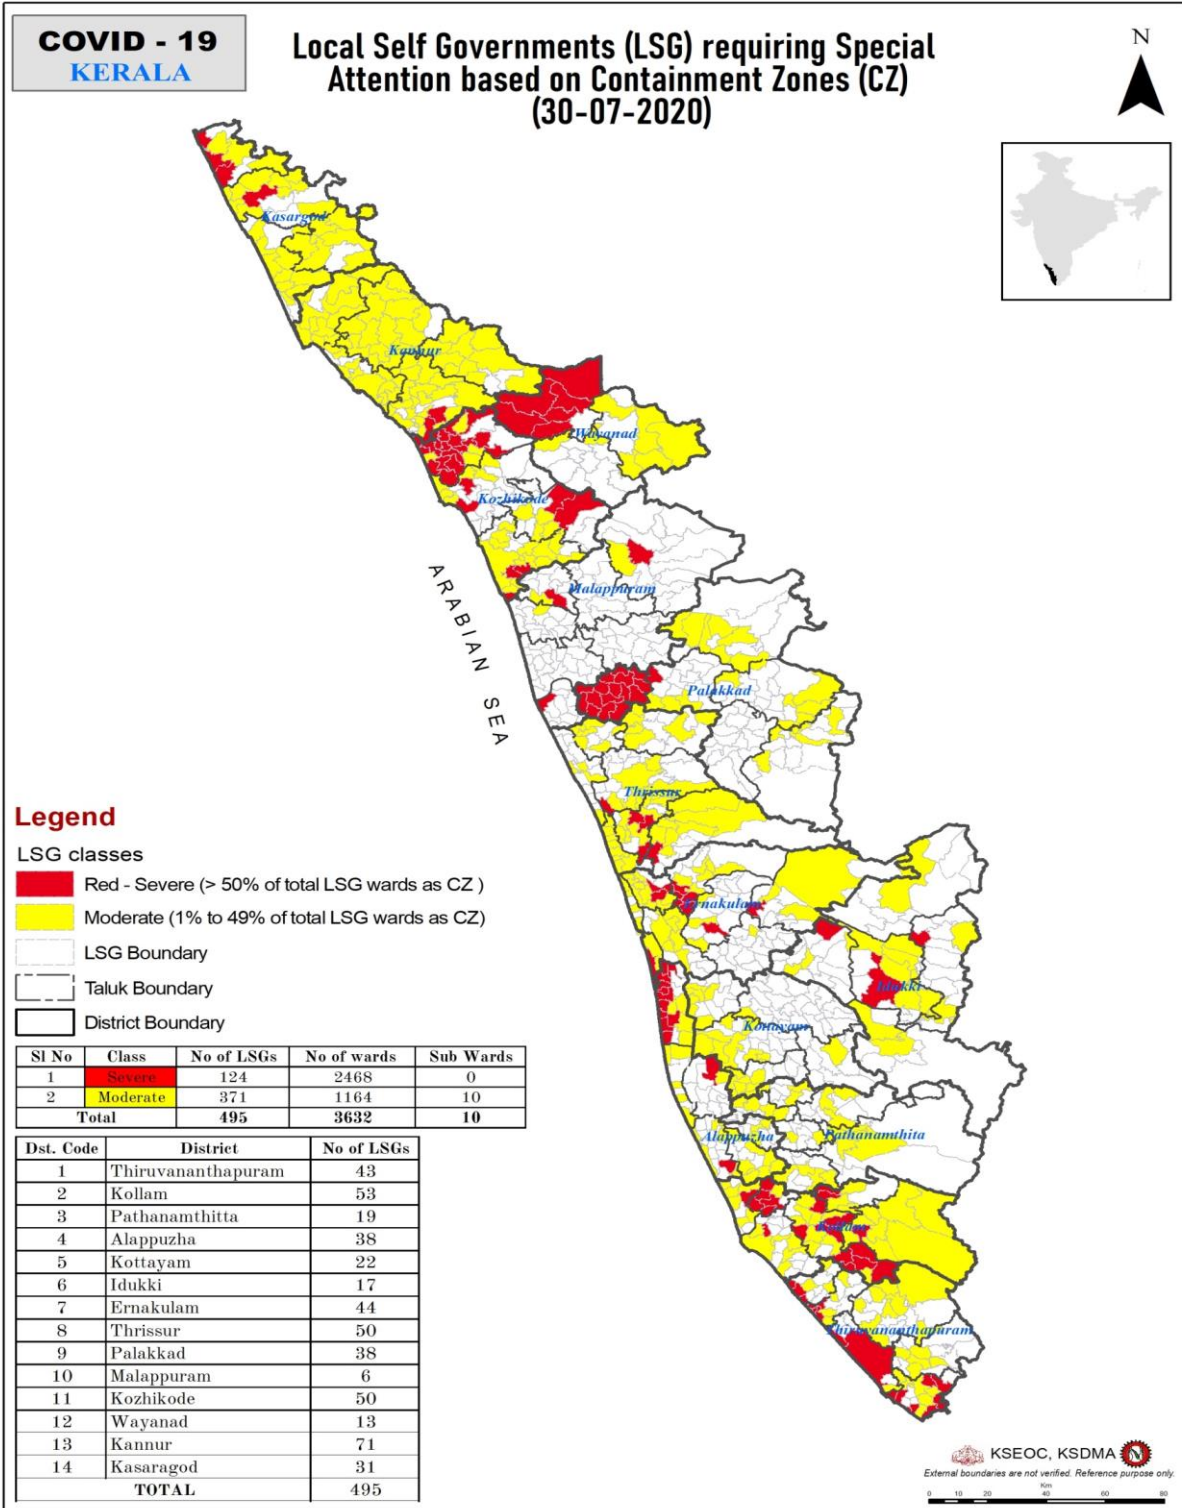 COVID - 19
KERALA
Local Self Governments (LSG) requiring Special
Attention based on Containment Zones (CZ)
(30-07-2020)
N
Kasargod
Kannur
Wayanad
Kozhikode
Malappuram
ARABIAN SEA
Palakkad
Thrissur
Ernakulam
Idukki
Kottayam
Alappuzha
Pathanamthita
Kollam
Thiruvananthapuram
Legend
LSG classes
Red - Severe (> 50% of total LSG wards as CZ )
Moderate (1% to 49% of total LSG wards as CZ)
LSG Boundary
Taluk Boundary
District Boundary
Sl No Class No of LSGs No of wards Sub Wards
1 Severe 124 2468 0
2 Moderate 371 1164 10
Total 495 3632 10
Dst. Code District No of LSGs
1 Thiruvananthapuram 43
2 Kollam 53
3 Pathanamthitta 19
4 Alappuzha 38
5 Kottayam 22
6 Idukki 17
7 Ernakulam 44
8 Thrissur 50
9 Palakkad 38
10 Malappuram 6
11 Kozhikode 50
12 Wayanad 13
13 Kannur 71
14 Kasaragod 31
TOTAL 495
KSEOC, KSDMA
External boundaries are not verified. Reference purpose only.
Km
0 10 20 40 60 80